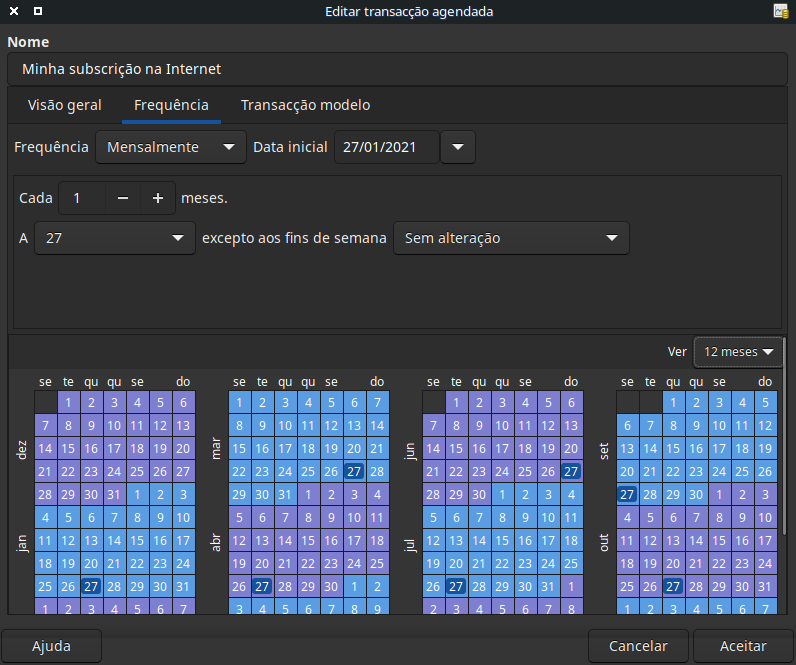 Editar transacção agendada
Nome
Minha subscrição na Internet
Visão geral Frequência Transacção modelo
Frequência Mensalmente Data inicial 27/01/2021
Cada 1 − + meses.
A 27 excepto aos fins de semana Sem alteração
Ver 12 meses
se te qu qu se do se te qu qu se do se te qu qu se do se te qu qu se do
1 2 3 4 5 6 1 2 3 4 5 6 7 1 2 3 4 5 6 1 2 3 4 5
7 8 9 10 11 12 13 8 9 10 11 12 13 14 7 8 9 10 11 12 13 6 7 8 9 10 11 12
dez 14 15 16 17 18 19 20 mar 15 16 17 18 19 20 21 jun 14 15 16 17 18 19 20 set 13 14 15 16 17 18 19
21 22 23 24 25 26 27 22 23 24 25 26 27 28 21 22 23 24 25 26 27 20 21 22 23 24 25 26
28 29 30 31 1 2 3 29 30 31 1 2 3 4 28 29 30 1 2 3 4 27 28 29 30 1 2 3
4 5 6 7 8 9 10 5 6 7 8 9 10 11 5 6 7 8 9 10 11 4 5 6 7 8 9 10
jan 11 12 13 14 15 16 17 abr 12 13 14 15 16 17 18 jul 12 13 14 15 16 17 18 out 11 12 13 14 15 16 17
18 19 20 21 22 23 24 19 20 21 22 23 24 25 19 20 21 22 23 24 25 18 19 20 21 22 23 24
25 26 27 28 29 30 31 26 27 28 29 30 1 2 26 27 28 29 30 31 1 25 26 27 28 29 30 31
1 2 3 4 5 6 7 3 4 5 6 7 8 9 2 3 4 5 6 7 8 1 2 3 4 5 6 7
Ajuda Cancelar Aceitar